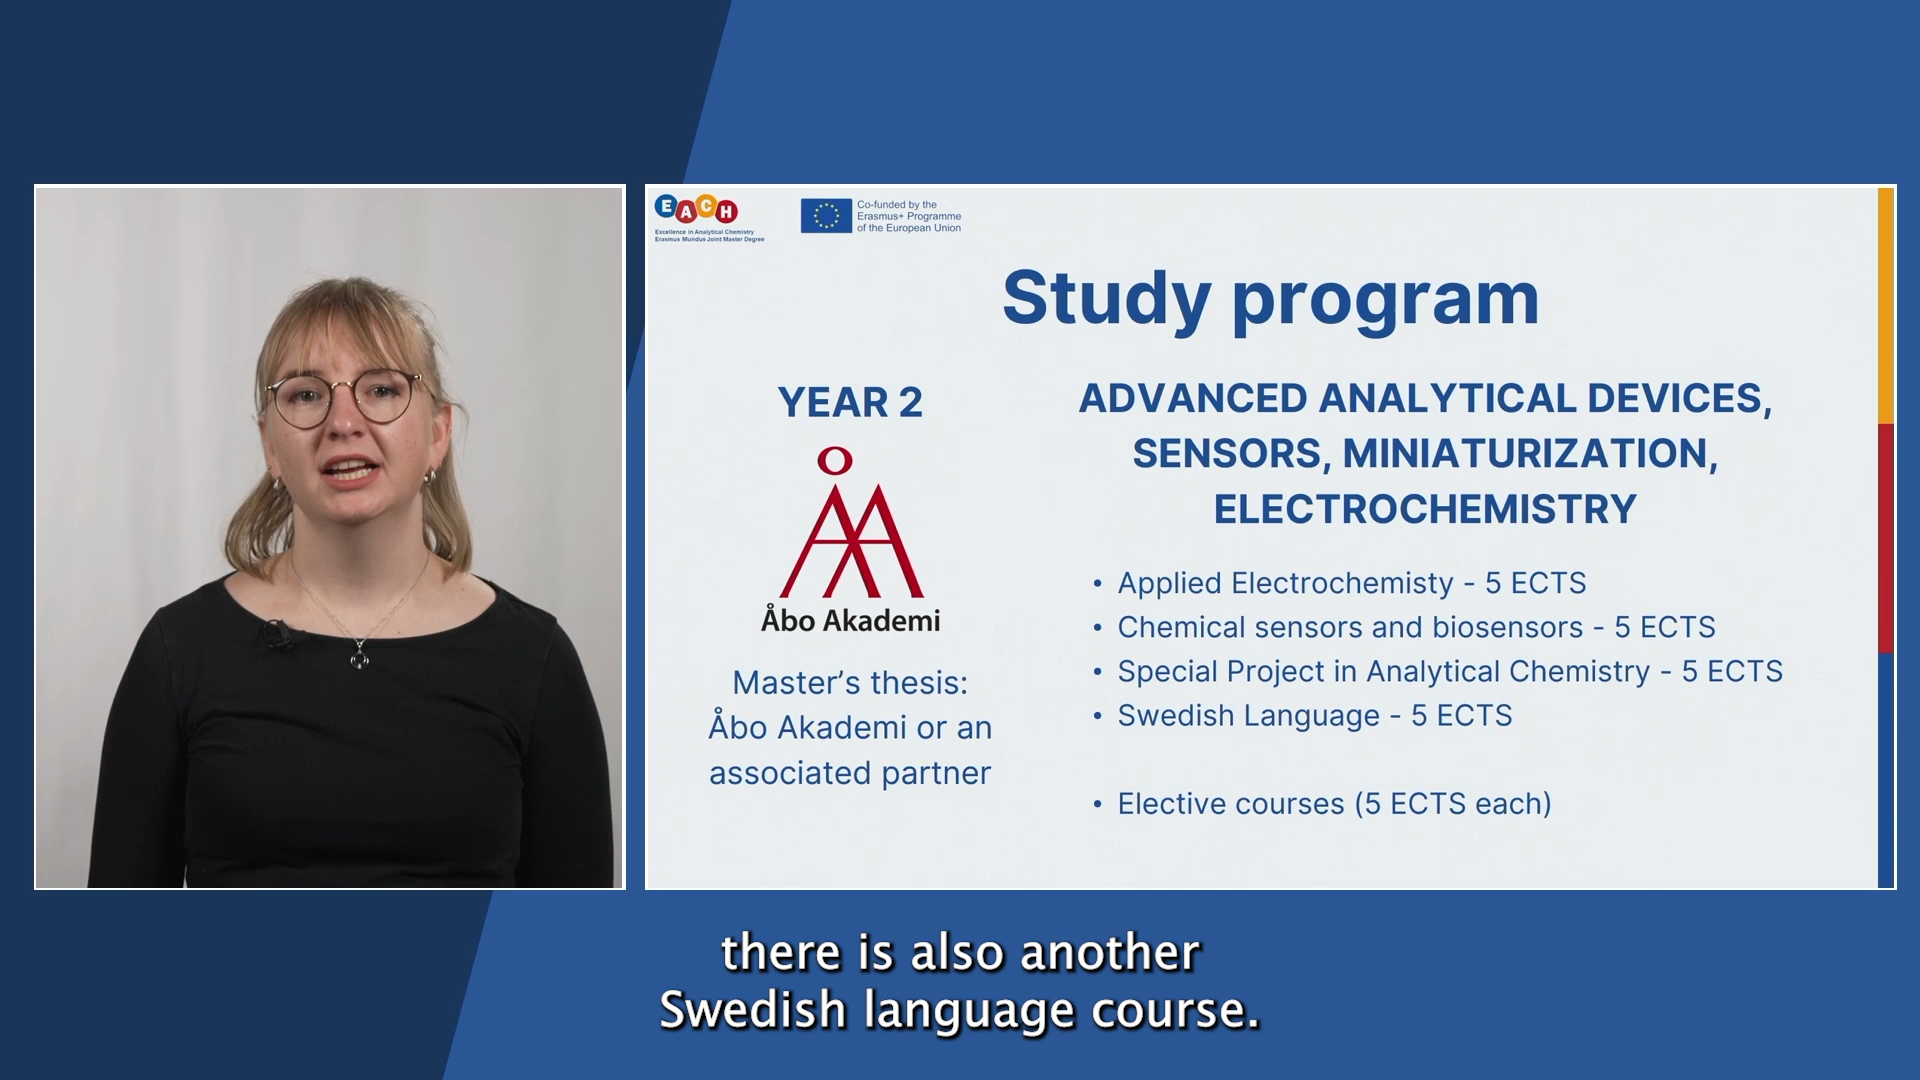 EACH
Excellence in Analytical Chemistry
Erasmus Mundus Joint Master Degree
Co-funded by the
Erasmus+ Programme
of the European Union
Study program
YEAR 2
Åbo Akademi
Master’s thesis:
Åbo Akademi or an
associated partner
ADVANCED ANALYTICAL DEVICES,
SENSORS, MINIATURIZATION,
ELECTROCHEMISTRY
• Applied Electrochemisty - 5 ECTS
• Chemical sensors and biosensors - 5 ECTS
• Special Project in Analytical Chemistry - 5 ECTS
• Swedish Language - 5 ECTS
• Elective courses (5 ECTS each)
there is also another
Swedish language course.